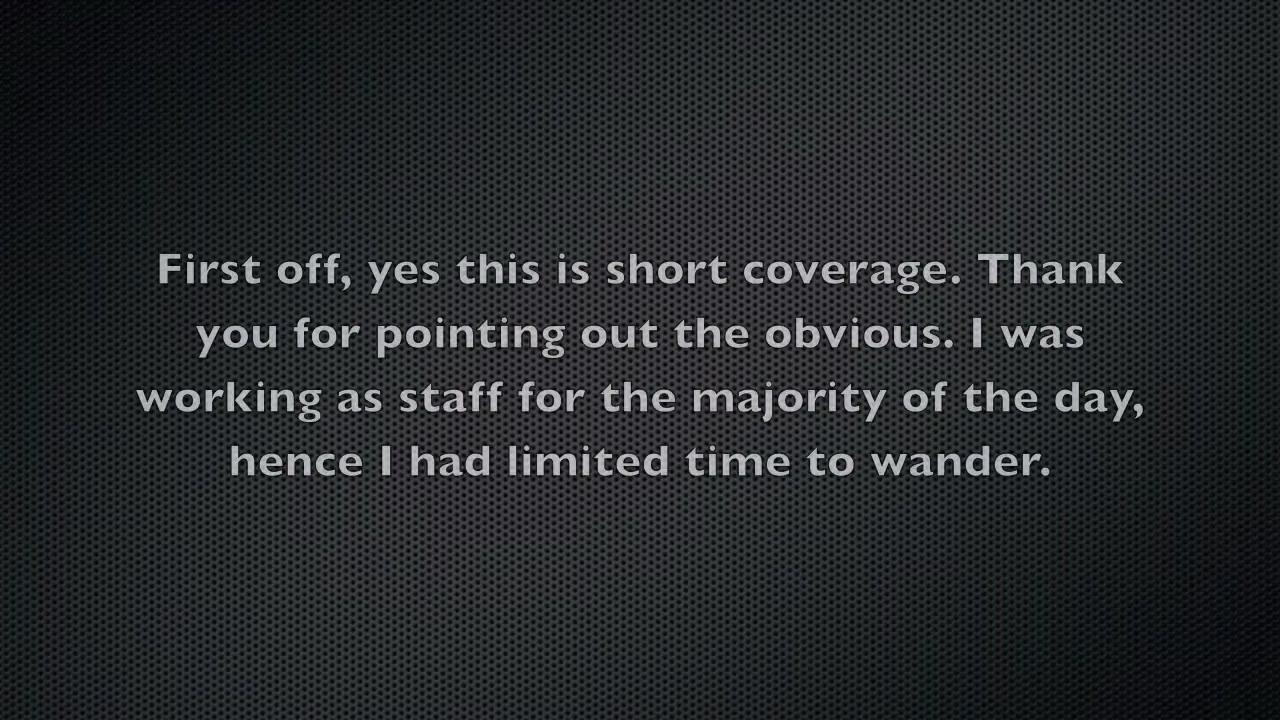 First off, yes this is short coverage. Thank
you for pointing out the obvious. I was
working as staff for the majority of the day,
hence I had limited time to wander.